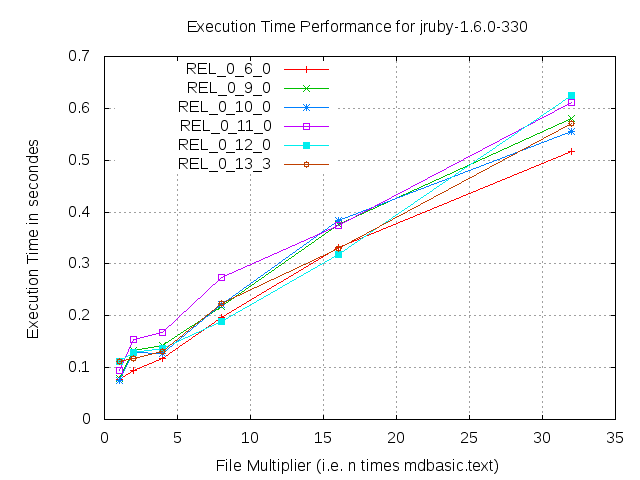 Execution Time Performance for jruby-1.6.0-330
0.7
0.6
0.5
0.4
0.3
0.2
0.1
0
Execution Time in secondes
REL_0_6_0
REL_0_9_0
REL_0_10_0
REL_0_11_0
REL_0_12_0
REL_0_13_3
0 5 10 15 20 25 30 35
File Multiplier (i.e. n times mdbasic.text)